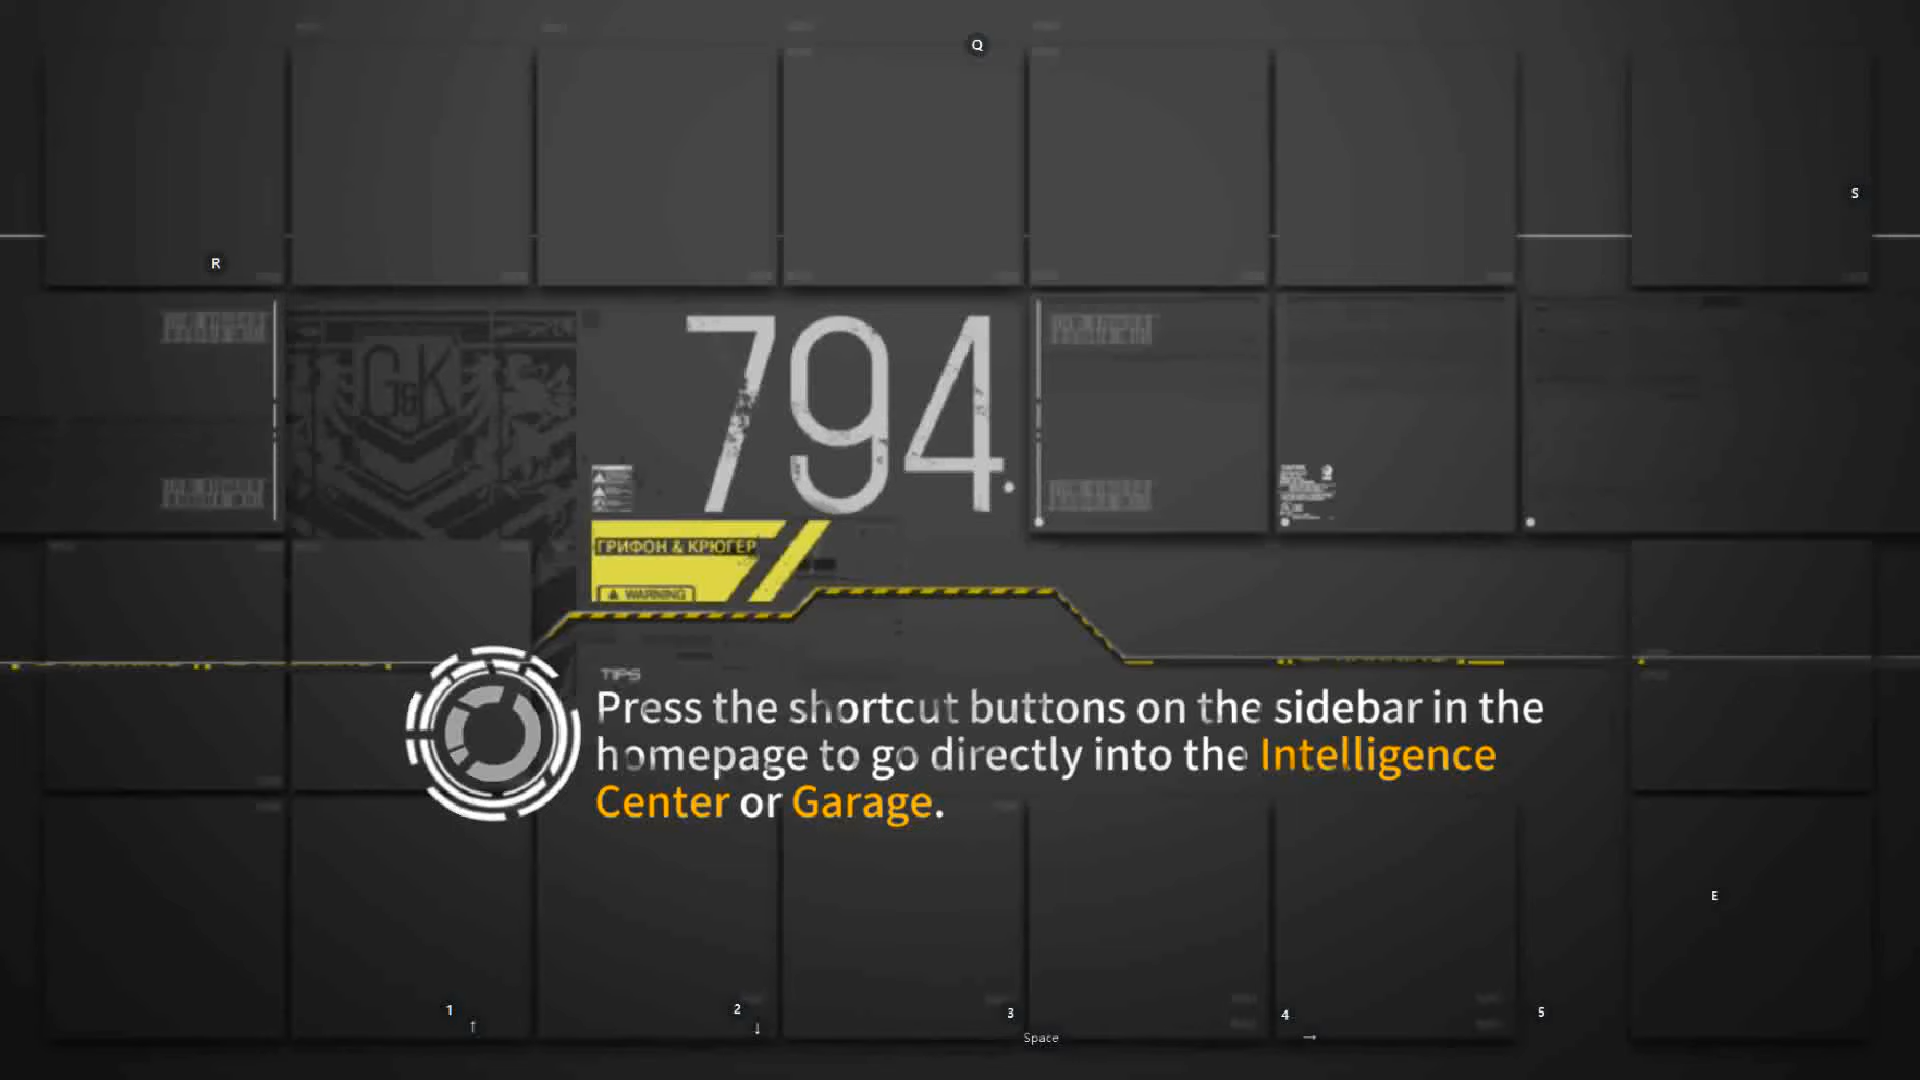 Q
S
R
G&K
794.
ГРИФОН & КРЮГЕР
WARNING
TIPS
Press the shortcut buttons on the sidebar in the
homepage to go directly into the Intelligence
Center or Garage.
E
1 2 3 4 5
↑ ↓ Space →